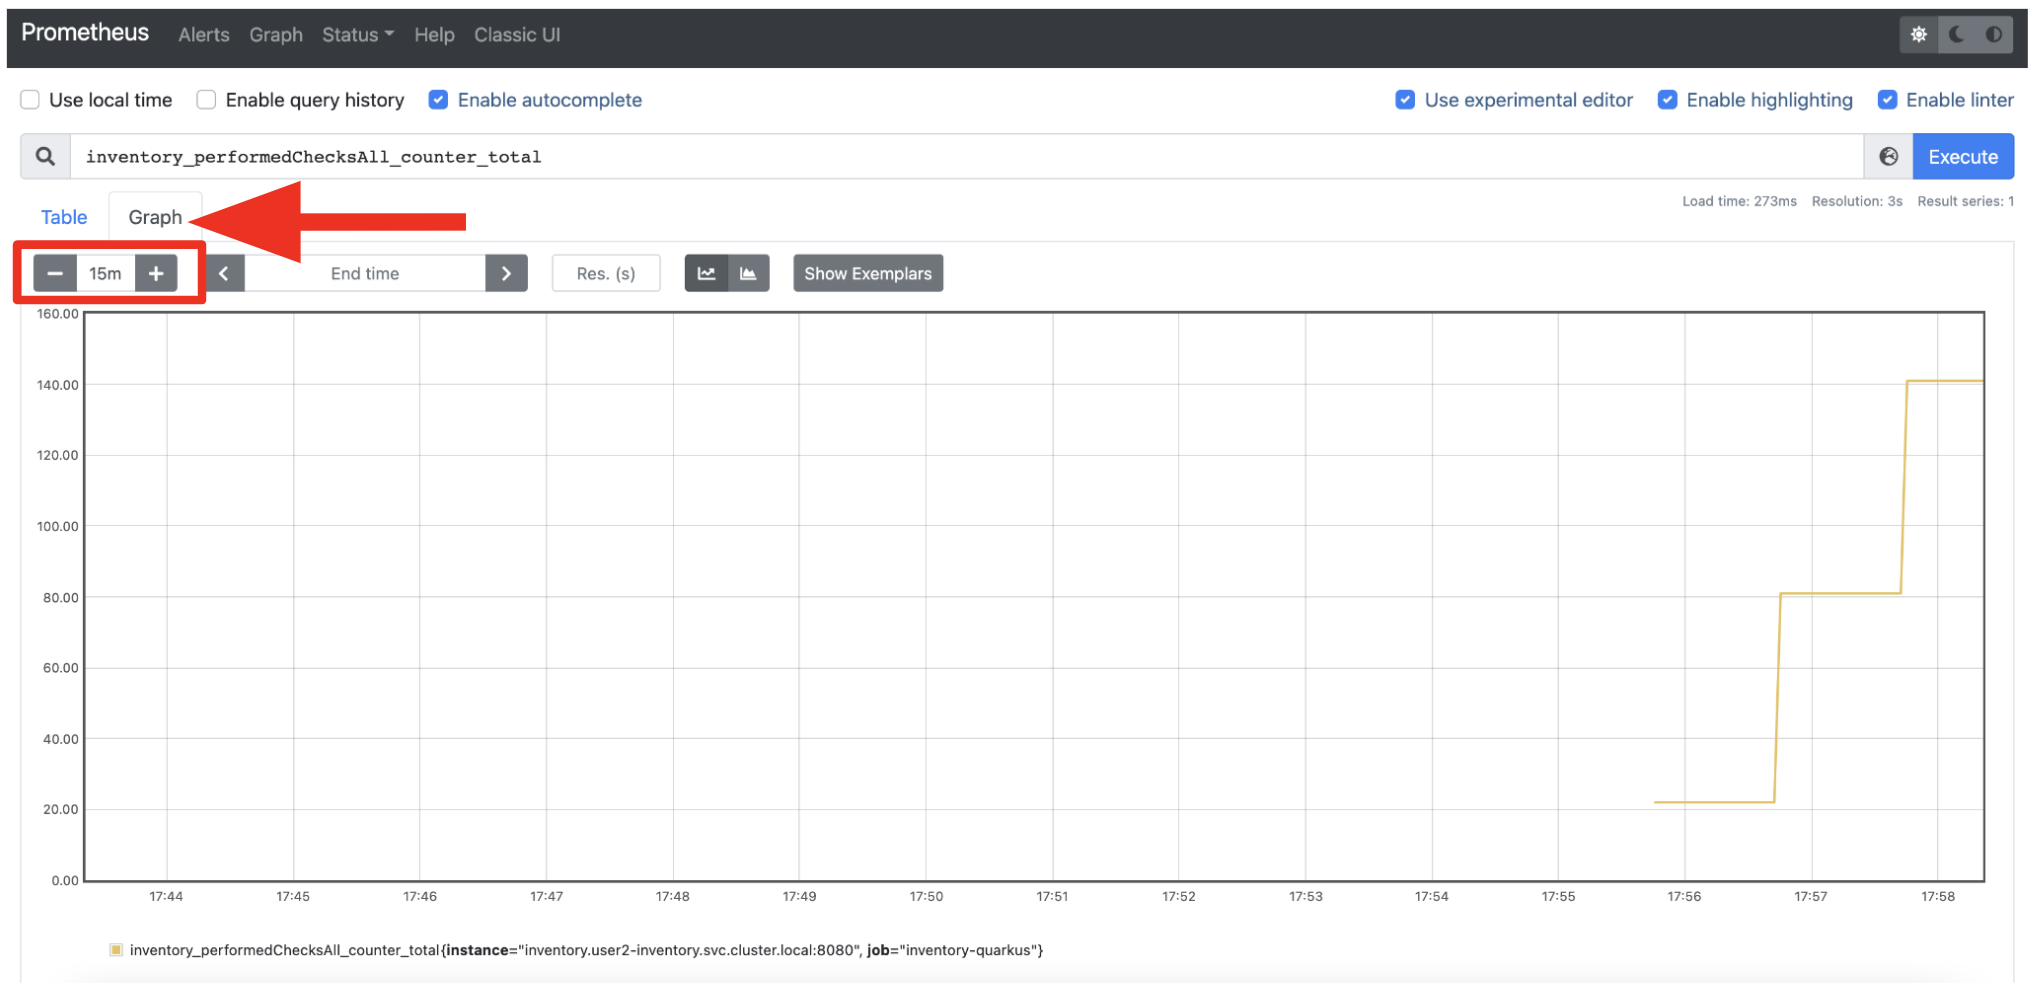 Prometheus Alerts Graph Status Help Classic UI
Use local time Enable query history Enable autocomplete Use experimental editor Enable highlighting Enable linter
inventory_performedChecksAll_counter_total Execute
Load time: 273ms Resolution: 3s Result series: 1
Table Graph
15m End time Res. (s) Show Exemplars
160.00
140.00
120.00
100.00
80.00
60.00
40.00
20.00
0.00
17:44 17:45 17:46 17:47 17:48 17:49 17:50 17:51 17:52 17:53 17:54 17:55 17:56 17:57 17:58
inventory_performedChecksAll_counter_total{instance="inventory.user2-inventory.svc.cluster.local:8080", job="inventory-quarkus"}